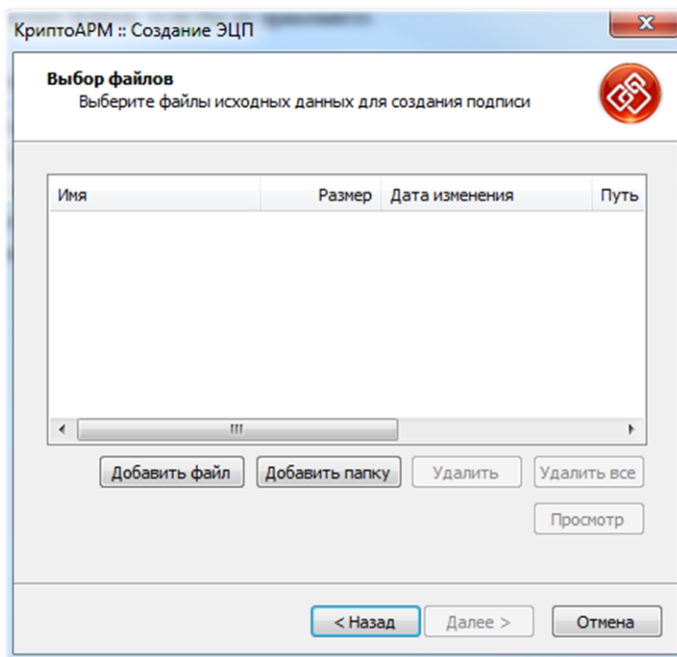 КриптоАРМ :: Создание ЭЦП
Выбор файлов
Выберите файлы исходных данных для создания подписи
Имя Размер Дата изменения Путь
Добавить файл Добавить папку Удалить Удалить все
Просмотр
< Назад Далее > Отмена